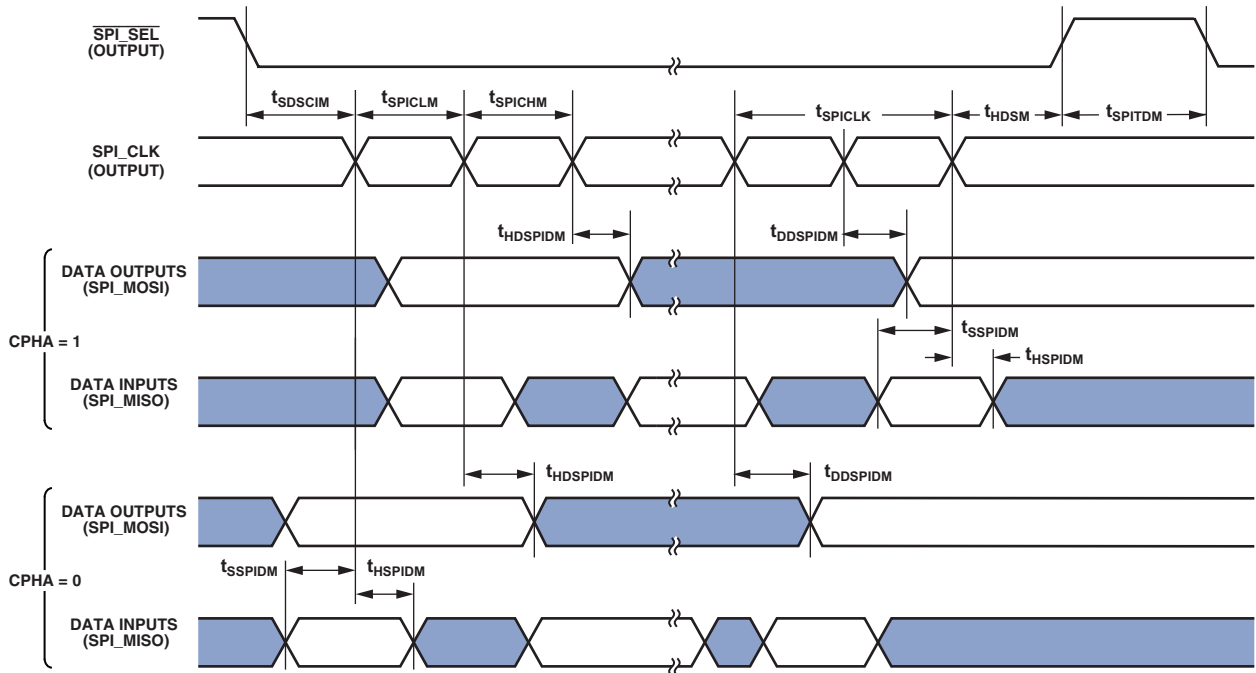 SPI_SEL
(OUTPUT)
tSDSCIM tSPICLM tSPICHM tSPICLK tHDSM tSPITDM
SPI_CLK
(OUTPUT)
tHDSPIDM tDDSPIDM
DATA OUTPUTS
(SPI_MOSI)
CPHA = 1
tSSPIDM
tHSPIDM
DATA INPUTS
(SPI_MISO)
tHDSPIDM tDDSPIDM
DATA OUTPUTS
(SPI_MOSI)
CPHA = 0
tSSPIDM tHSPIDM
DATA INPUTS
(SPI_MISO)